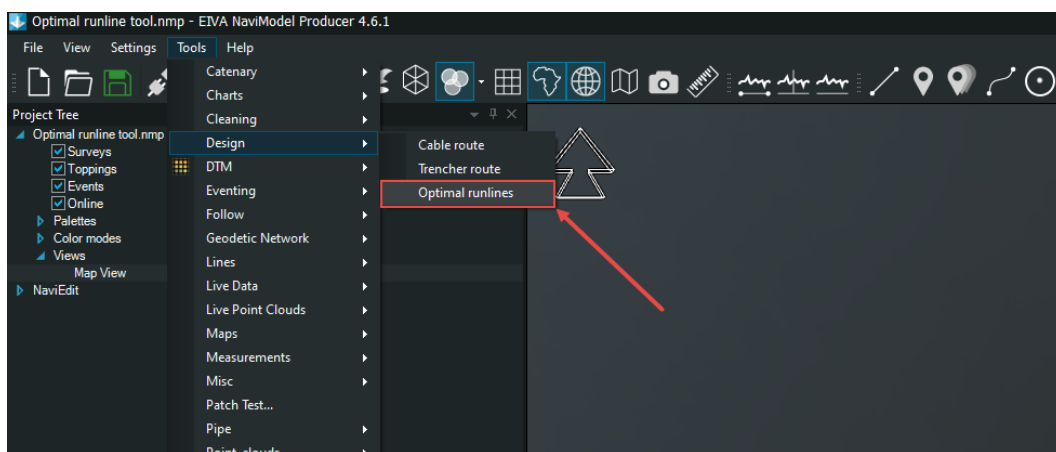 Optimal runline tool.nmp - EIVA NaviModel Producer 4.6.1
File View Settings Tools Help
Project Tree
Optimal runline tool.nmp
Surveys
Toppings
Events
Online
Palettes
Color modes
Views
Map View
NaviEdit
Catenary
Charts
Cleaning
Design
DTM
Eventing
Follow
Geodetic Network
Lines
Live Data
Live Point Clouds
Maps
Measurements
Misc
Patch Test...
Pipe
Point-clouds
Cable route
Trencher route
Optimal runlines